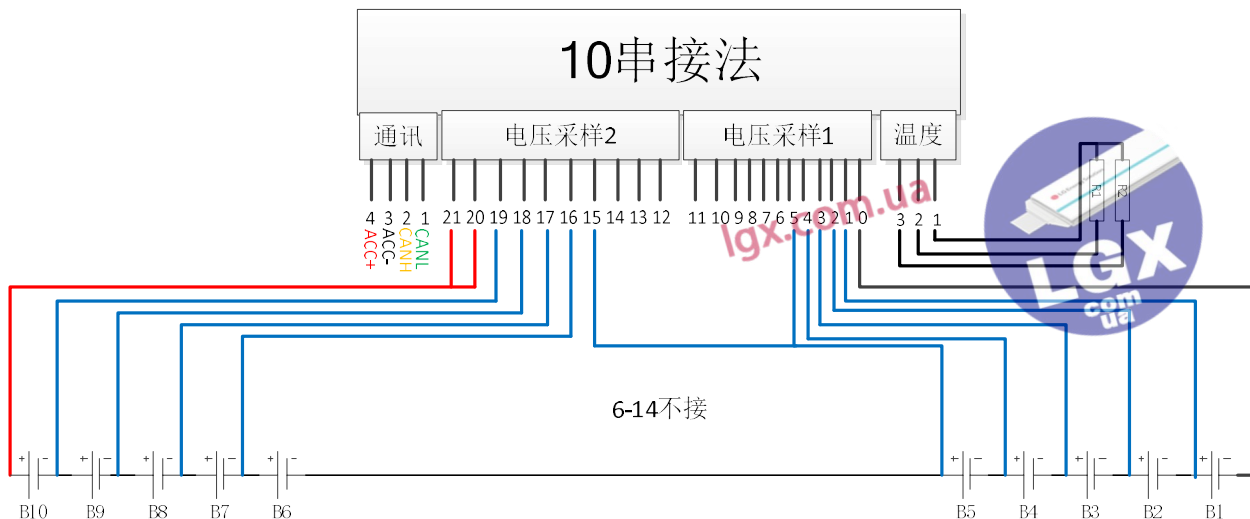 10串接法
通讯 电压采样2 电压采样1 温度
4 3 2 1 21 20 19 18 17 16 15 14 13 12 11 10 9 8 7 6 5 4 3 2 1 0 3 2 1
ACC+ ACC- CANH CANL
R1 R2
lgx.com.ua
LGX
com
ua
6-14不接
+ - + - + - + - + - + - + - + - + - + -
B10 B9 B8 B7 B6 B5 B4 B3 B2 B1